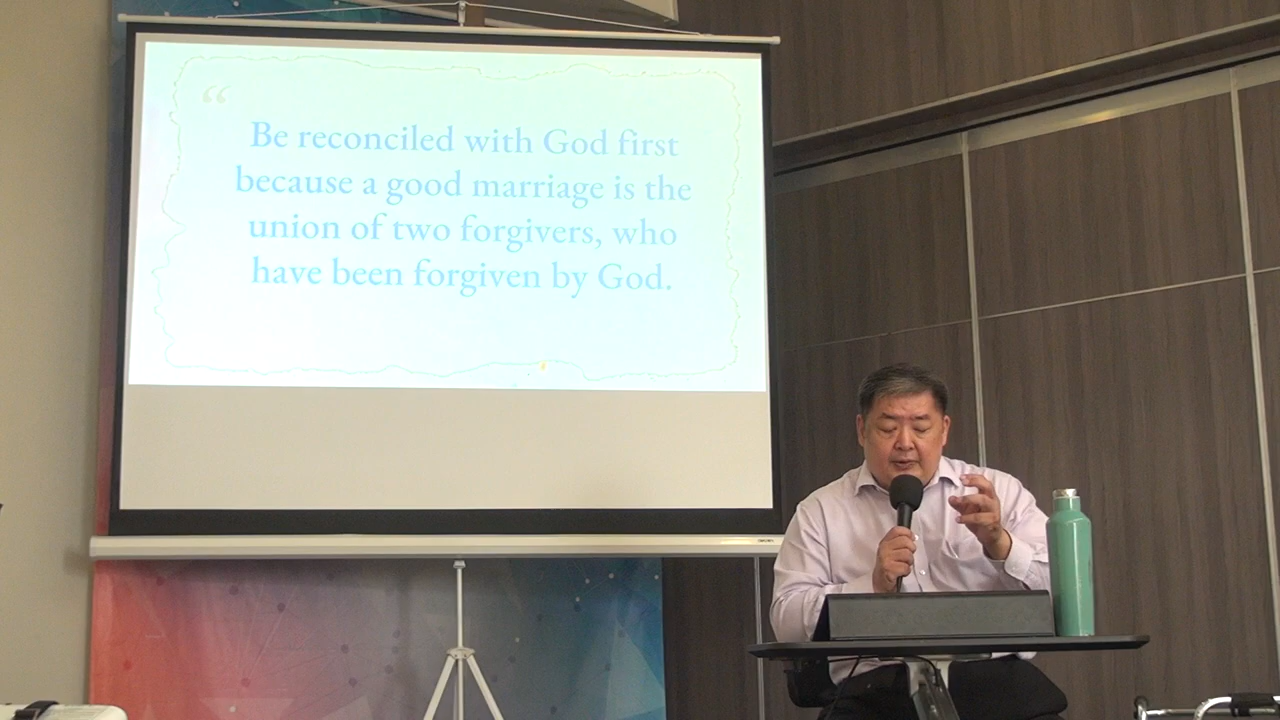 “
Be reconciled with God first
because a good marriage is the
union of two forgivers, who
have been forgiven by God.